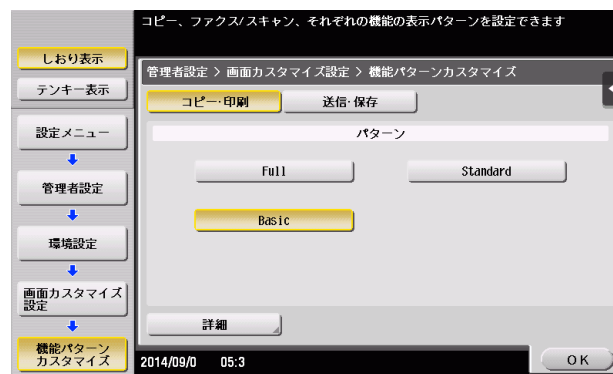 コピー、ファクス/スキャン、それぞれの機能の表示パターンを設定できます
しおり表示
テンキー表示
設定メニュー
管理者設定
環境設定
画面カスタマイズ
設定
機能パターン
カスタマイズ
管理者設定 > 画面カスタマイズ設定 > 機能パターンカスタマイズ
コピー・印刷
送信・保存
パターン
Full
Standard
Basic
詳細
2014/09/0 05:3
OK